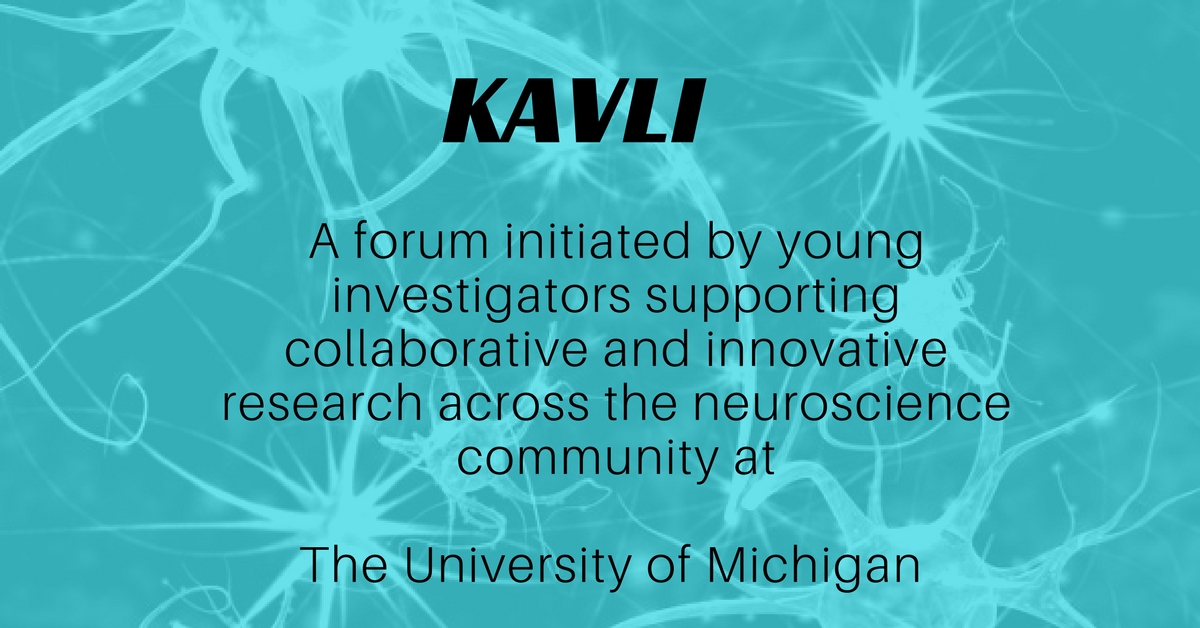 KAVLI
A forum initiated by young
investigators supporting
collaborative and innovative
research across the neuroscience
community at
The University of Michigan